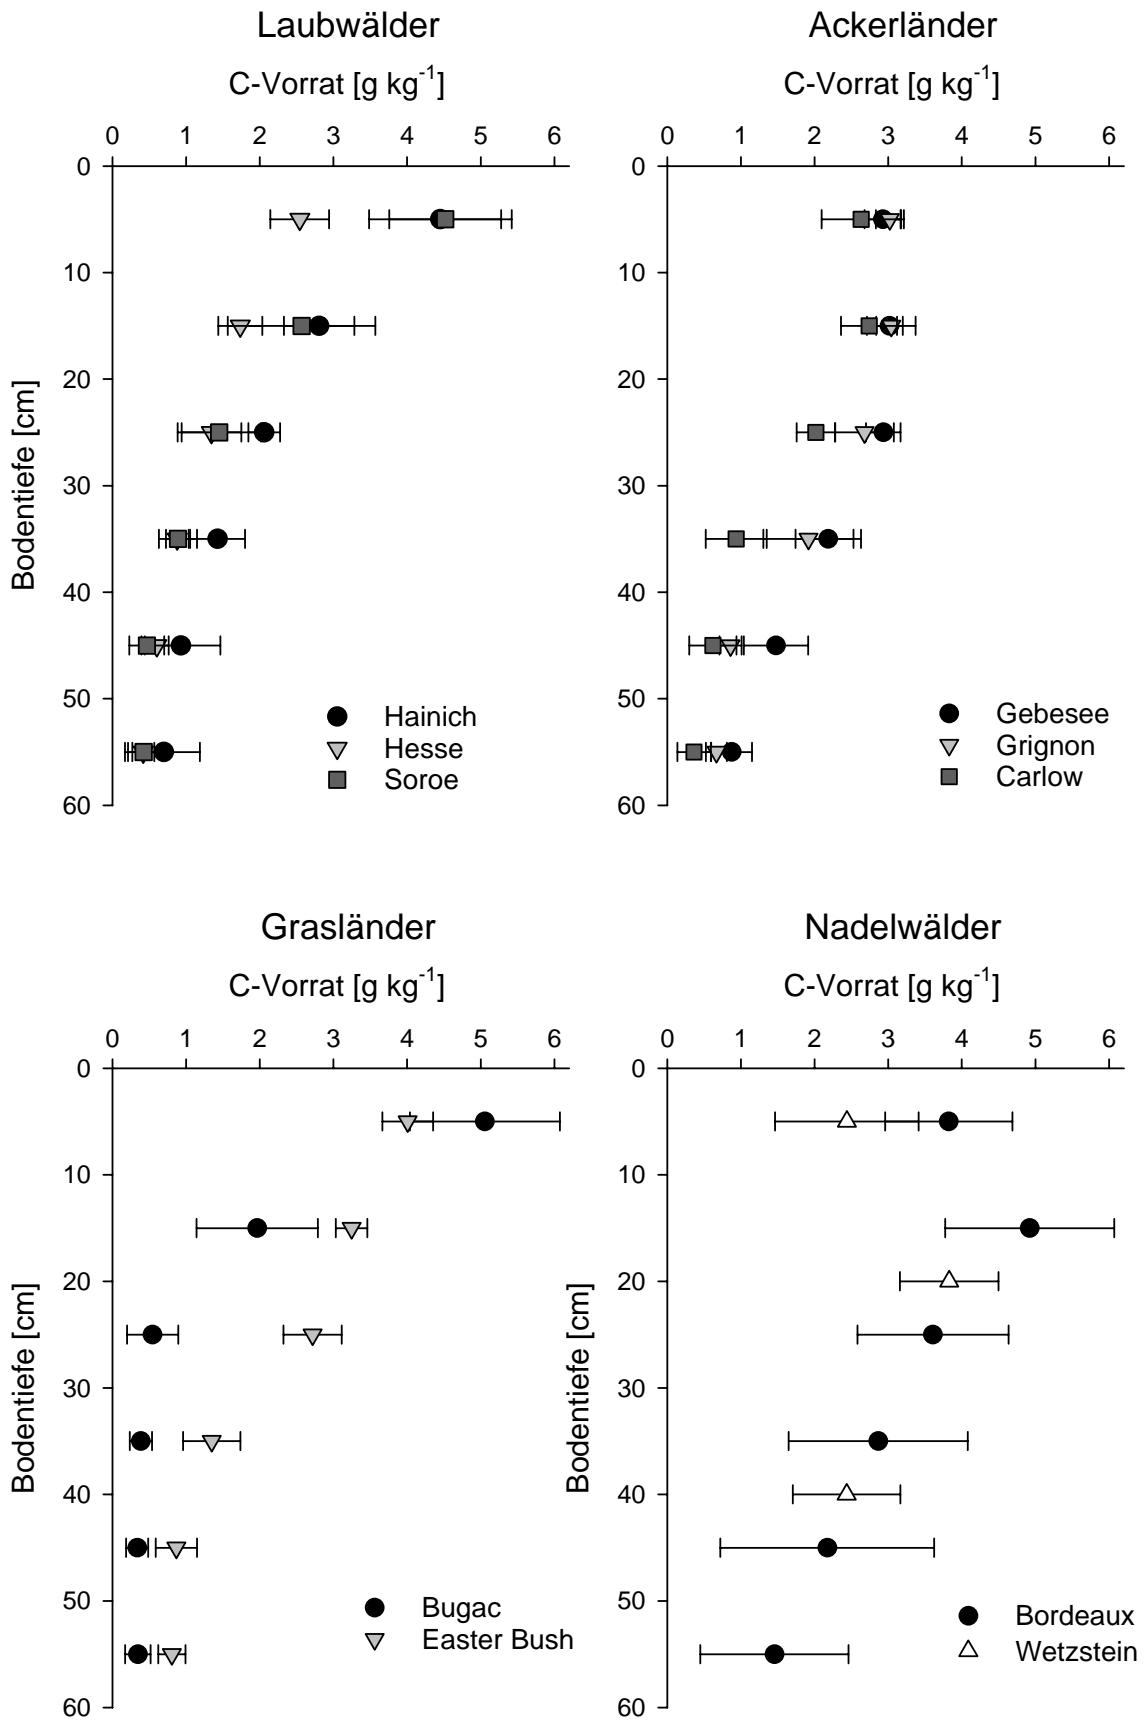 Laubwälder
C-Vorrat [g kg-1]
0 1 2 3 4 5 6
0
10
20
30
40
50
60
Bodentiefe [cm]
Hainich
Hesse
Soroe
Ackerländer
C-Vorrat [g kg-1]
0 1 2 3 4 5 6
0
10
20
30
40
50
60
Gebesee
Grignon
Carlow
Grasländer
C-Vorrat [g kg-1]
0 1 2 3 4 5 6
0
10
20
30
40
50
60
Bodentiefe [cm]
Bugac
Easter Bush
Nadelwälder
C-Vorrat [g kg-1]
0 1 2 3 4 5 6
0
10
20
30
40
50
60
Bodentiefe [cm]
Bordeaux
Wetzstein